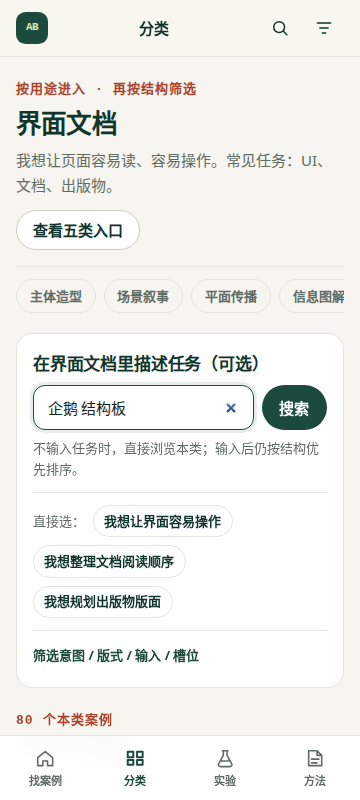 AB
分类
按用途进入 · 再按结构筛选
界面文档
我想让页面容易读、容易操作。常见任务：UI、
文档、出版物。
查看五类入口
主体造型 场景叙事 平面传播 信息图解
在界面文档里描述任务（可选）
企鹅 结构板
搜索
不输入任务时，直接浏览本类；输入后仍按结构优
先排序。
直接选： 我想让界面容易操作
我想整理文档阅读顺序
我想规划出版物版面
筛选意图 / 版式 / 输入 / 槽位
80 个本类案例
找案例 分类 实验 方法